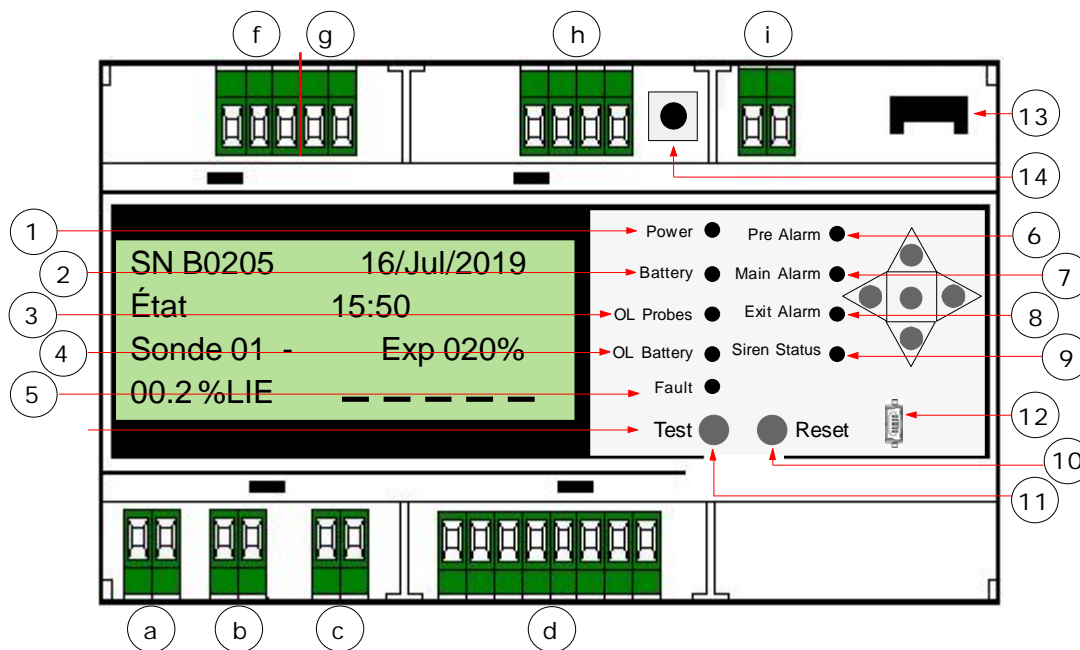 f g h i
13
14
1 Power Pre Alarm 6
SN B0205 16/Jul/2019
2 Battery Main Alarm 7
État 15:50
3 OL Probes Exit Alarm 8
Sonde 01 - Exp 020%
4 OL Battery Siren Status 9
5 Fault
00.2 %LIE _ _ _ _ _
12
Test Reset
10
11
a b c d